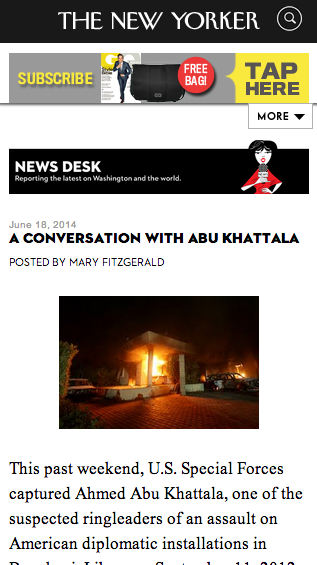 THE NEW YORKER
SUBSCRIBE
Style Bible
FREE BAG!
TAP HERE
MORE
NEWS DESK
Reporting the latest on Washington and the world.
June 18, 2014
A CONVERSATION WITH ABU KHATTALA
POSTED BY MARY FITZGERALD
This past weekend, U.S. Special Forces
captured Ahmed Abu Khattala, one of the
suspected ringleaders of an assault on
American diplomatic installations in